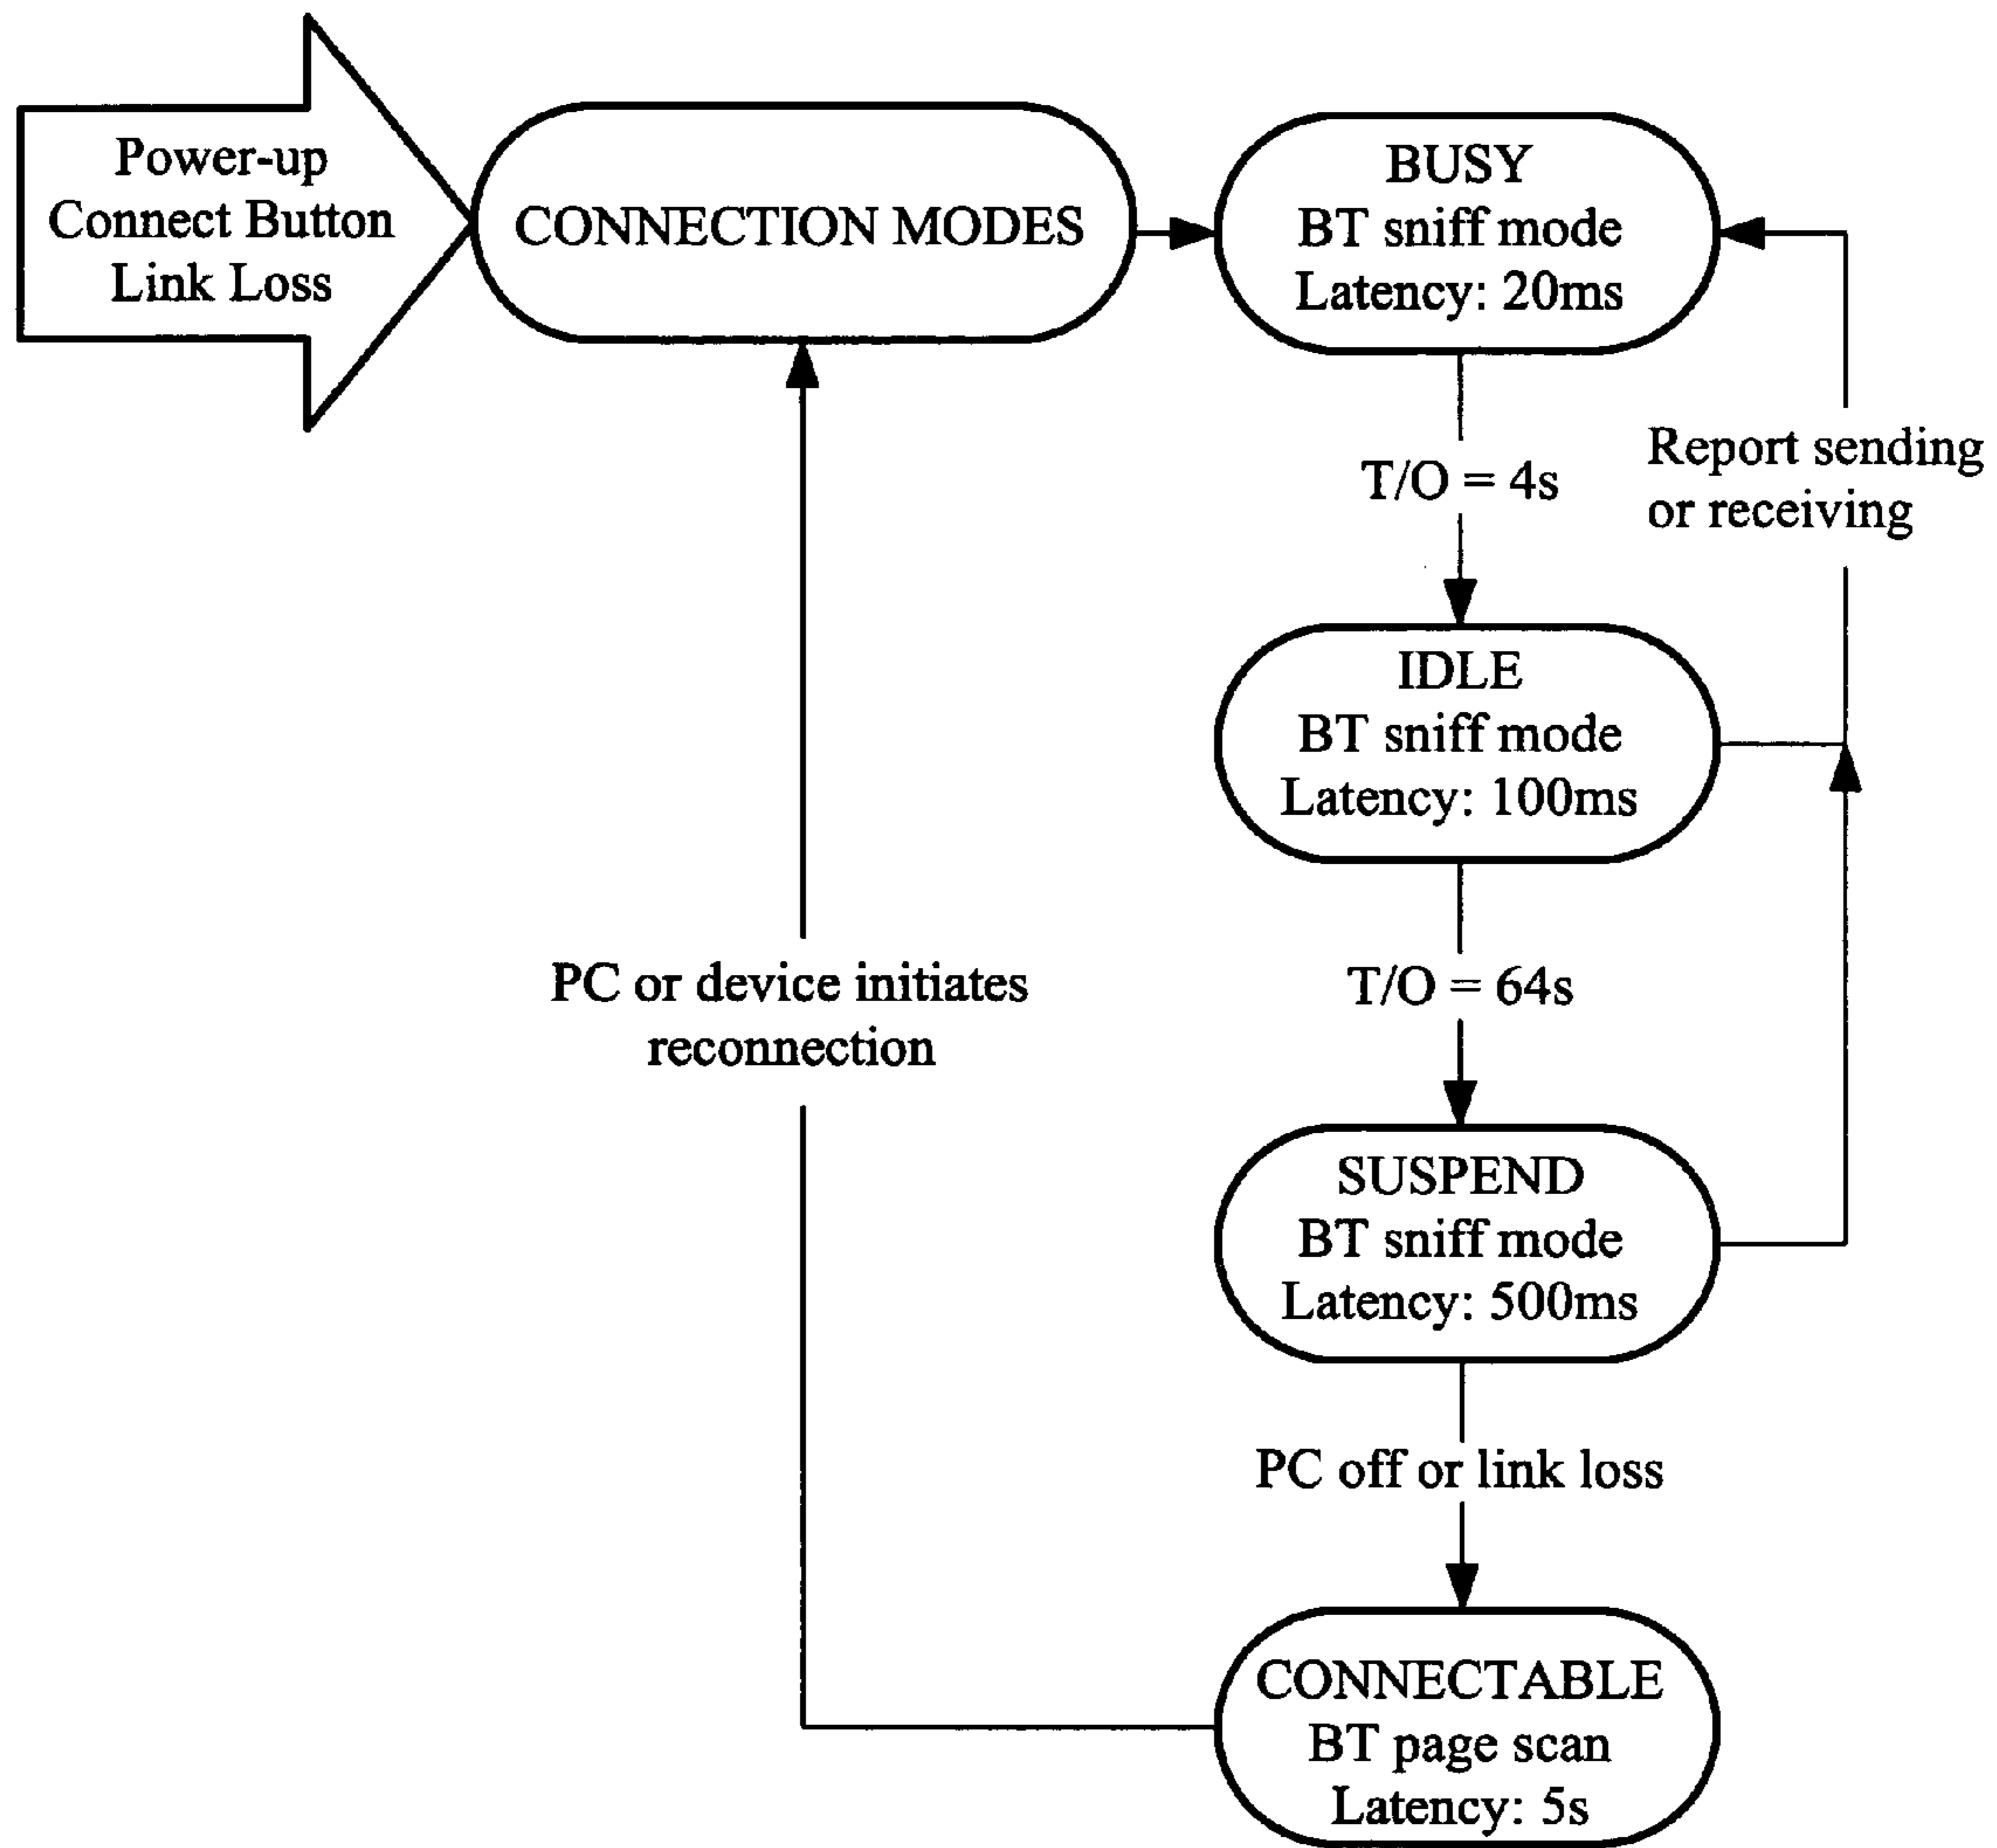 Power-up
Connect Button
Link Loss
CONNECTION MODES
BUSY
BT sniff mode
Latency: 20ms
T/O = 4s
Report sending
or receiving
IDLE
BT sniff mode
Latency: 100ms
T/O = 64s
PC or device initiates
reconnection
SUSPEND
BT sniff mode
Latency: 500ms
PC off or link loss
CONNECTABLE
BT page scan
Latency: 5s